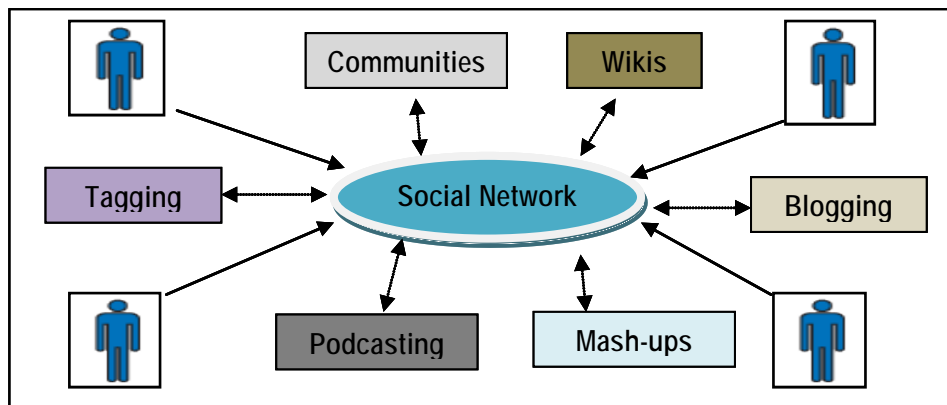 Communities
Wikis
Tagging
Social Network
Blogging
Podcasting
Mash-ups